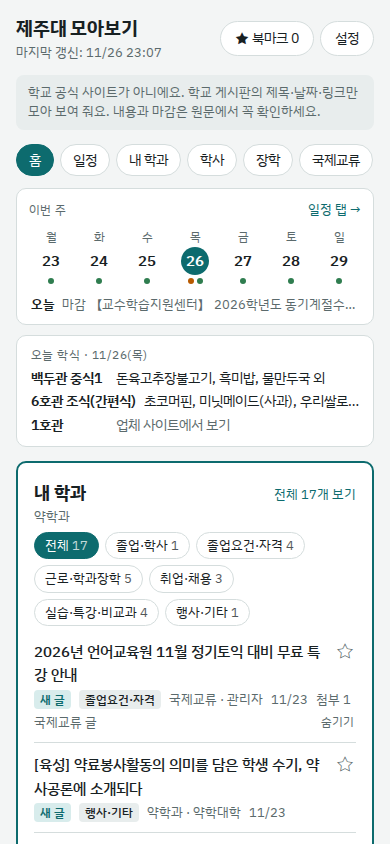 제주대 모아보기
마지막 갱신: 11/26 23:07
★ 북마크 0
설정
학교 공식 사이트가 아니에요. 학교 게시판의 제목·날짜·링크만
모아 보여 줘요. 내용과 마감은 원문에서 꼭 확인하세요.
홈 일정 내 학과 학사 장학 국제교류
이번 주 일정 탭 →
월 화 수 목 금 토 일
23 24 25 26 27 28 29
오늘 마감 【교수학습지원센터】 2026학년도 동기계절수…
오늘 학식 · 11/26(목)
백두관 중식1 돈육고추장불고기, 흑미밥, 물만두국 외
6호관 조식(간편식) 초코머핀, 미닛메이드(사과), 우리쌀로…
1호관 업체 사이트에서 보기
내 학과 전체 17개 보기
약학과
전체 17 졸업·학사 1 졸업요건·자격 4
근로·학과장학 5 취업·채용 3
실습·특강·비교과 4 행사·기타 1
2026년 언어교육원 11월 정기토익 대비 무료 특
강 안내
새 글 졸업요건·자격 국제교류 · 관리자 11/23 첨부 1
국제교류 글 숨기기
[육성] 약료봉사활동의 의미를 담은 학생 수기, 약
사공론에 소개되다
새 글 행사·기타 약학과 · 약학대학 11/23